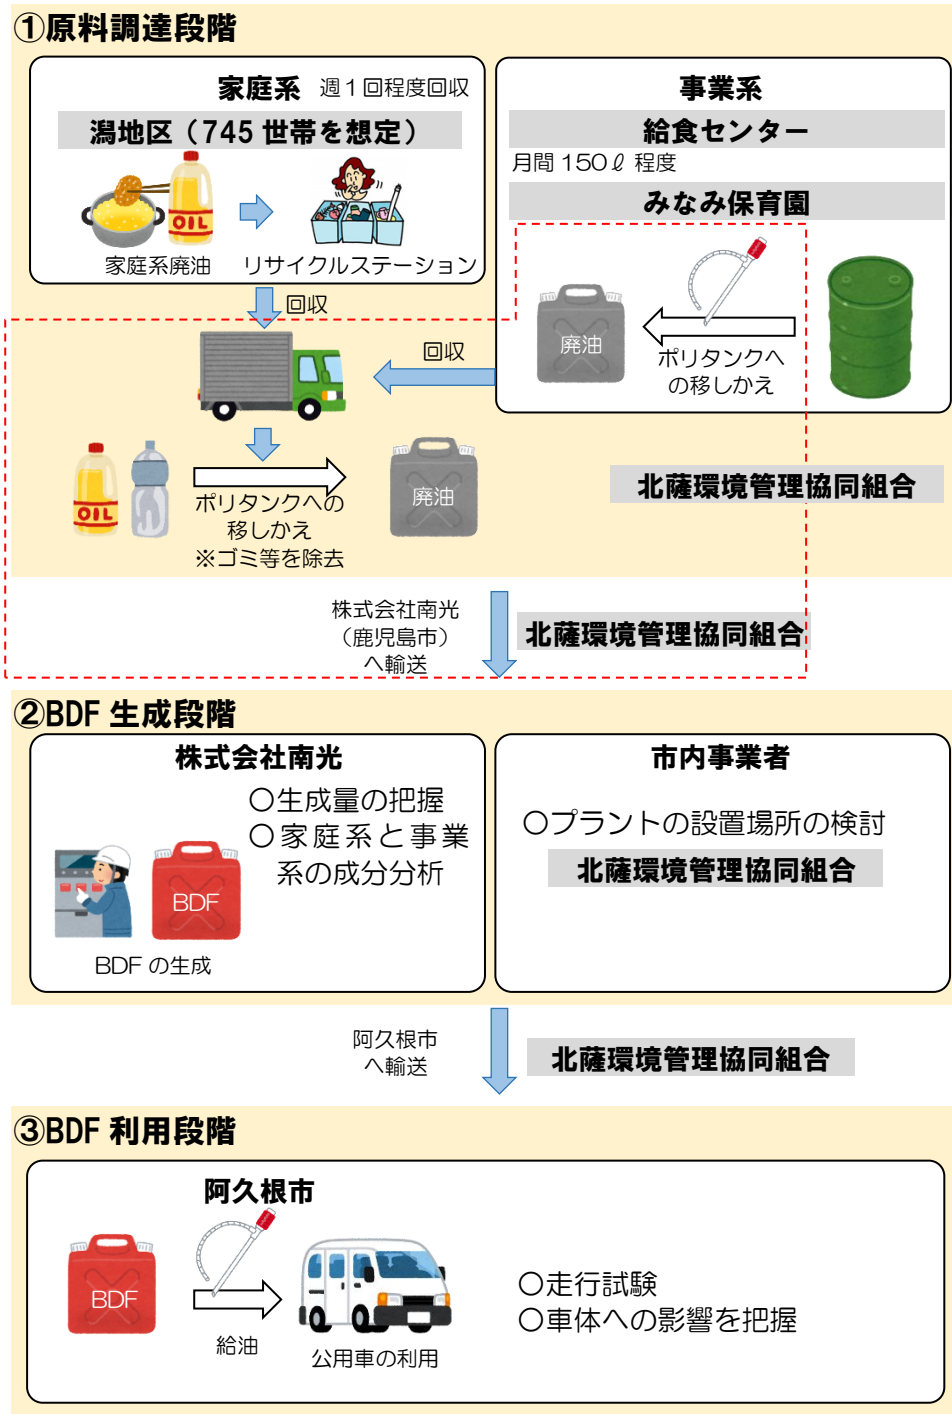 ①原料調達段階
家庭系 週1回程度回収
潟地区（745世帯を想定）
OIL
家庭系廃油
リサイクルステーション
事業系
給食センター
月間150ℓ程度
みなみ保育園
廃油
ポリタンクへ
の移しかえ
回収
回収
OIL
ポリタンクへの
移しかえ
※ゴミ等を除去
廃油
北薩環境管理協同組合
株式会社南光
（鹿児島市）
へ輸送
北薩環境管理協同組合
②BDF 生成段階
株式会社南光
○生成量の把握
○家庭系と事業
系の成分分析
BDF
BDF の生成
市内事業者
○プラントの設置場所の検討
北薩環境管理協同組合
阿久根市
へ輸送
北薩環境管理協同組合
③BDF 利用段階
阿久根市
BDF
給油
公用車の利用
○走行試験
○車体への影響を把握